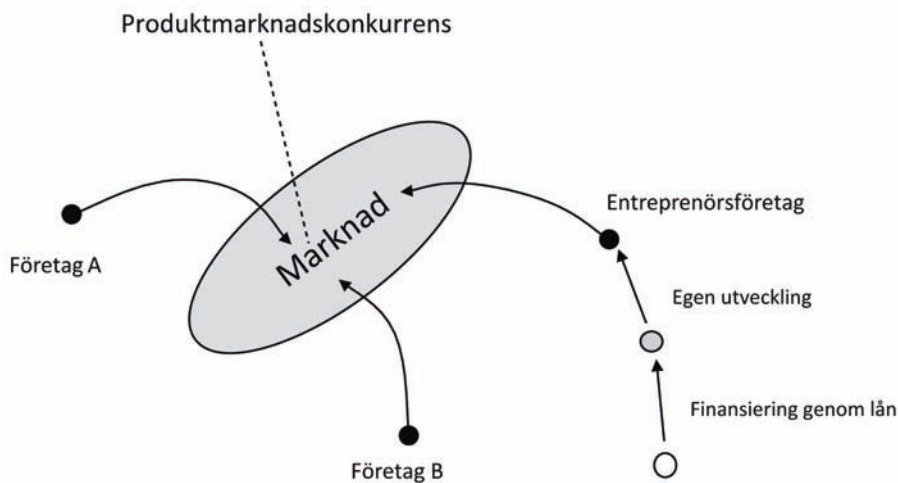 Produktmarknadskonkurrens
Marknad
Entreprenörsföretag
Företag A
Egen utveckling
Finansiering genom lån
Företag B